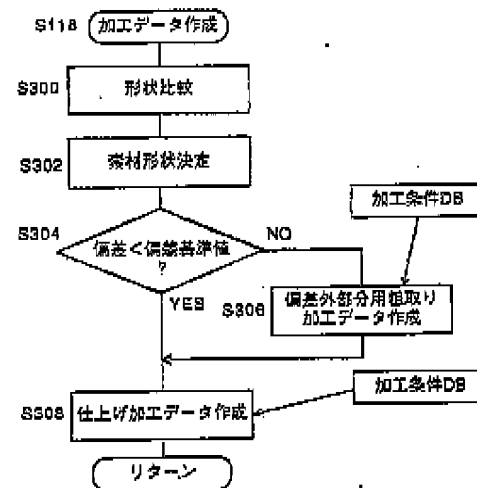 S118
加工データ作成
S300
形状比較
S302
素材形状決定
S304
偏差<偏差基準値
?
NO
YES
加工条件DB
S306
偏差外部分用粗取り
加工データ作成
加工条件DB
S308
仕上げ加工データ作成
リターン